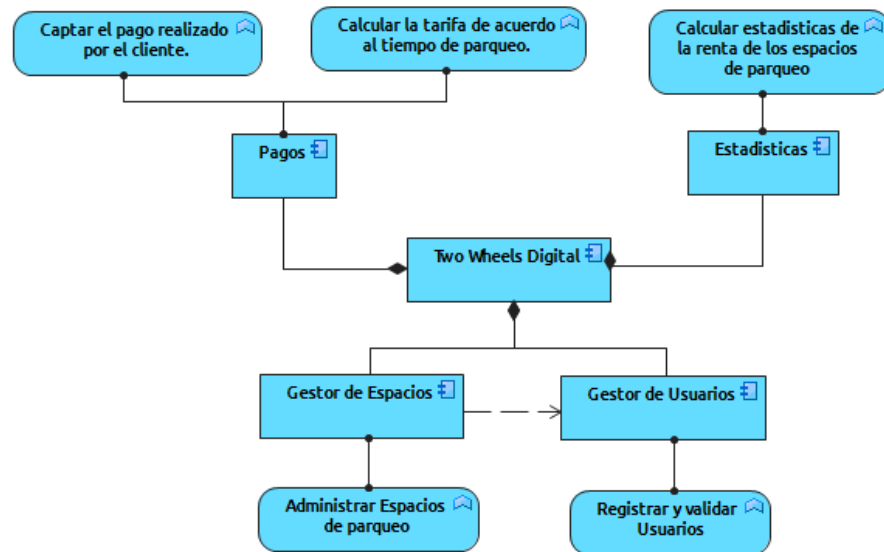 Captar el pago realizado
por el cliente.
Calcular la tarifa de acuerdo
al tiempo de parqueo.
Calcular estadisticas de
la renta de los espacios
de parqueo
Pagos
Estadisticas
Two Wheels Digital
Gestor de Espacios
Gestor de Usuarios
Administrar Espacios
de parqueo
Registrar y validar
Usuarios